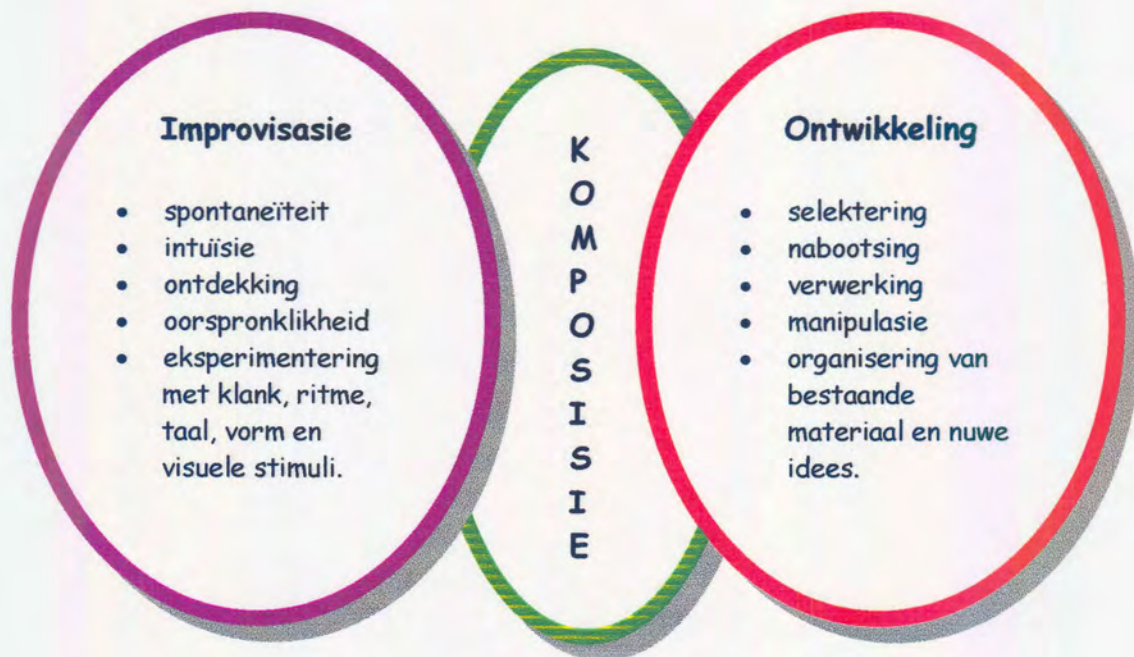 Improvisasie
• spontaneïteit
• intuïsie
• ontdekking
• oorspronklikheid
• eksperimentering
met klank, ritme,
taal, vorm en
visuele stimuli.
K
O
M
P
O
S
I
S
I
E
Ontwikkeling
• selektering
• nabootsing
• verwerking
• manipulasie
• organisering van
bestaande
materiaal en nuwe
idees.